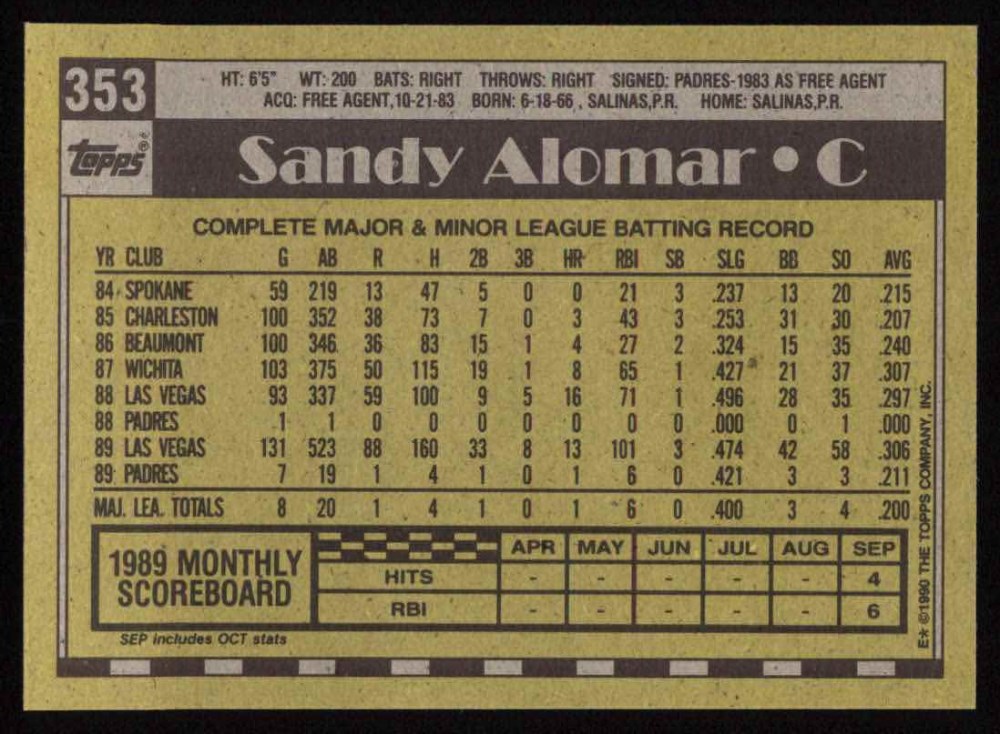 353
HT: 6'5" WT: 200 BATS: RIGHT THROWS: RIGHT SIGNED: PADRES-1983 AS FREE AGENT
ACQ: FREE AGENT,10-21-83 BORN: 6-18-66, SALINAS,P.R. HOME: SALINAS,P.R.
Topps®
Sandy Alomar • C
COMPLETE MAJOR & MINOR LEAGUE BATTING RECORD
YR CLUB G AB R H 2B 3B HR RBI SB SLG BB SO AVG
84 SPOKANE 59 219 13 47 5 0 0 21 3 .237 13 20 .215
85 CHARLESTON 100 352 38 73 7 0 3 43 3 .253 31 30 .207
86 BEAUMONT 100 346 36 83 15 1 4 27 2 .324 15 35 .240
87 WICHITA 103 375 50 115 19 1 8 65 1 .427 21 37 .307
88 LAS VEGAS 93 337 59 100 9 5 16 71 1 .496 28 35 .297
88 PADRES 1 1 0 0 0 0 0 0 0 .000 0 1 .000
89 LAS VEGAS 131 523 88 160 33 8 13 101 3 .474 42 58 .306
89 PADRES 7 19 1 4 1 0 1 6 0 .421 3 3 .211
MAJ. LEA. TOTALS 8 20 1 4 1 0 1 6 0 .400 3 4 .200
1989 MONTHLY
SCOREBOARD
APR MAY JUN JUL AUG SEP
HITS - - - - - 4
RBI - - - - - 6
SEP includes OCT stats
E* ©1990 THE TOPPS COMPANY, INC.